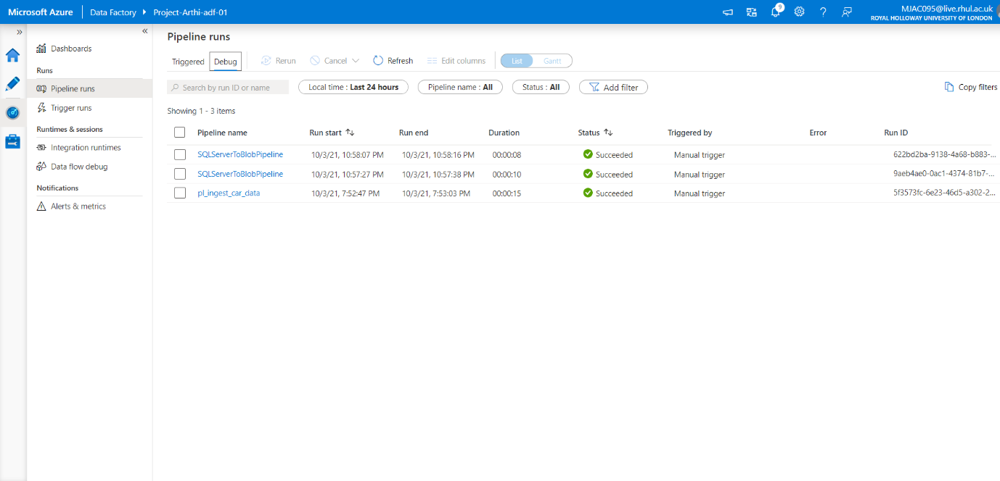 Microsoft Azure Data Factory Project-Arthi-adf-01 9 MJAC095@live.rhul.ac.uk
ROYAL HOLLOWAY UNIVERSITY OF LONDON
Dashboards
Runs
Pipeline runs
Trigger runs
Runtimes & sessions
Integration runtimes
Data flow debug
Notifications
Alerts & metrics
Pipeline runs
Triggered Debug Rerun Cancel Refresh Edit columns List Gantt
Search by run ID or name Local time : Last 24 hours Pipeline name : All Status : All Add filter Copy filters
Showing 1 - 3 items
Pipeline name Run start Run end Duration Status Triggered by Error Run ID
SQLServerToBlobPipeline 10/3/21, 10:58:07 PM 10/3/21, 10:58:16 PM 00:00:08 Succeeded Manual trigger 622bd2ba-9138-4a68-b883-...
SQLServerToBlobPipeline 10/3/21, 10:57:27 PM 10/3/21, 10:57:38 PM 00:00:10 Succeeded Manual trigger 9aeb4ae0-0ac1-4374-81b7-...
pl_ingest_car_data 10/3/21, 7:52:47 PM 10/3/21, 7:53:03 PM 00:00:15 Succeeded Manual trigger 5f3573fc-6e23-46d5-a302-2...